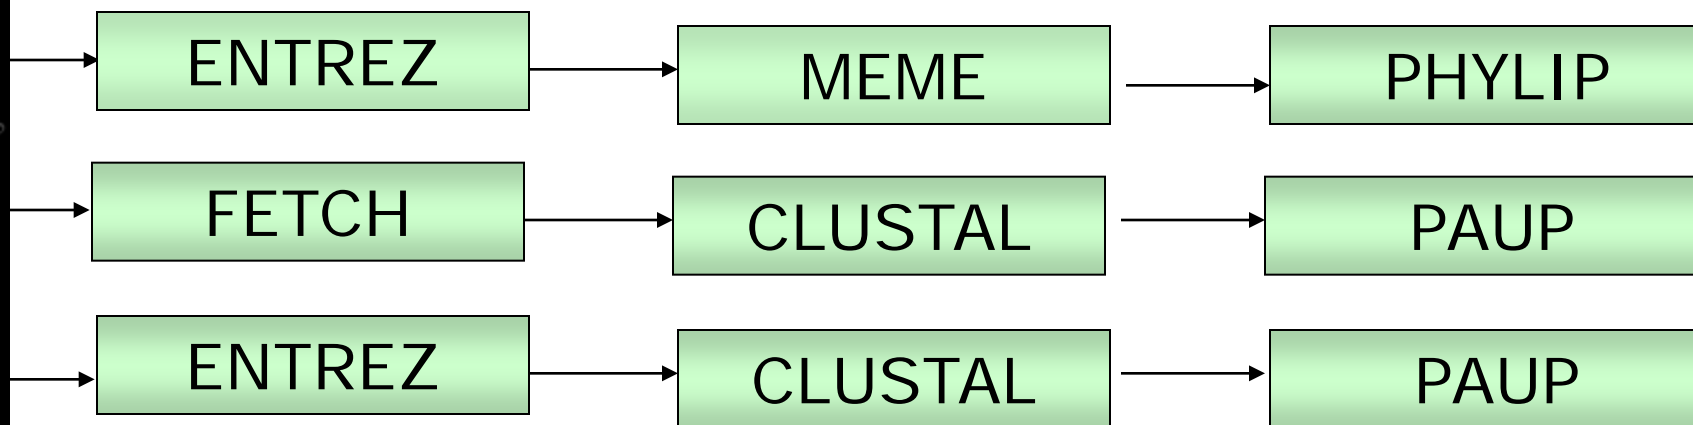 ENTREZ MEME PHYLIP
FETCH CLUSTAL PAUP
ENTREZ CLUSTAL PAUP